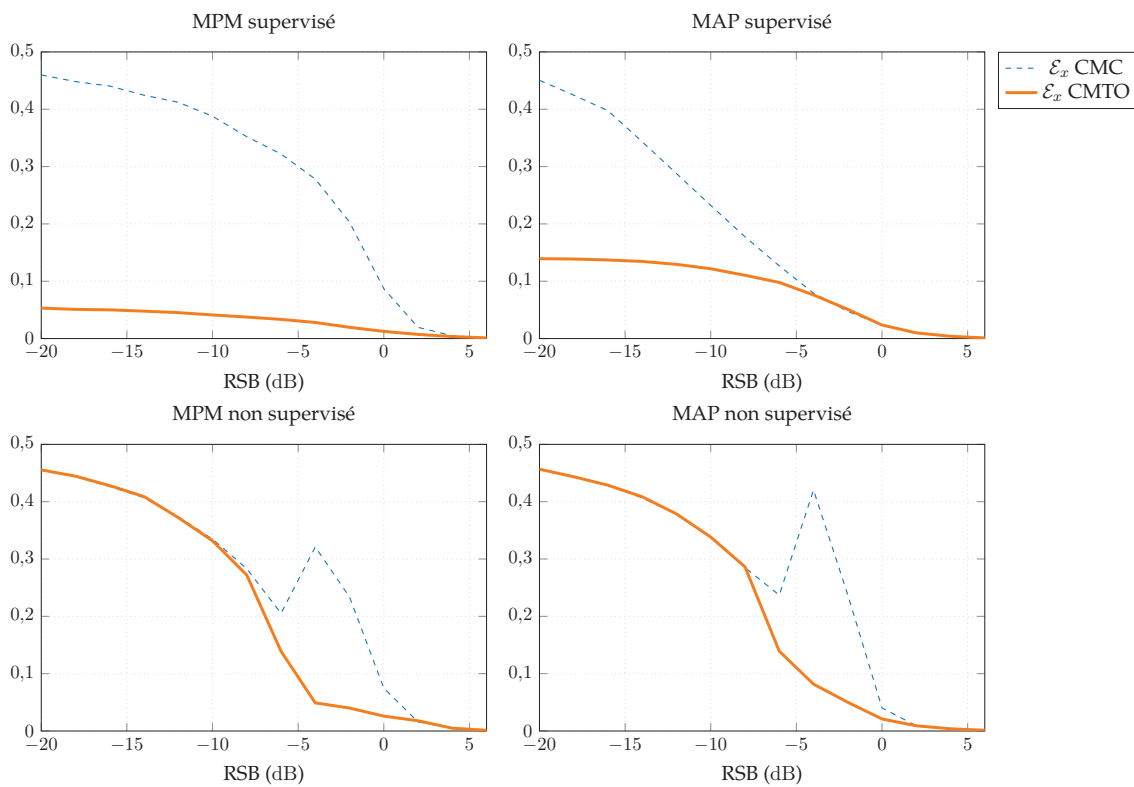 MPM supervisé
MAP supervisé
0,5
0,4
0,3
0,2
0,1
0
−20 −15 −10 −5 0 5
RSB (dB)
0,5
0,4
0,3
0,2
0,1
0
−20 −15 −10 −5 0 5
RSB (dB)
ℰx CMC
ℰx CMTO
MPM non supervisé
MAP non supervisé
0,5
0,4
0,3
0,2
0,1
0
−20 −15 −10 −5 0 5
RSB (dB)
0,5
0,4
0,3
0,2
0,1
0
−20 −15 −10 −5 0 5
RSB (dB)